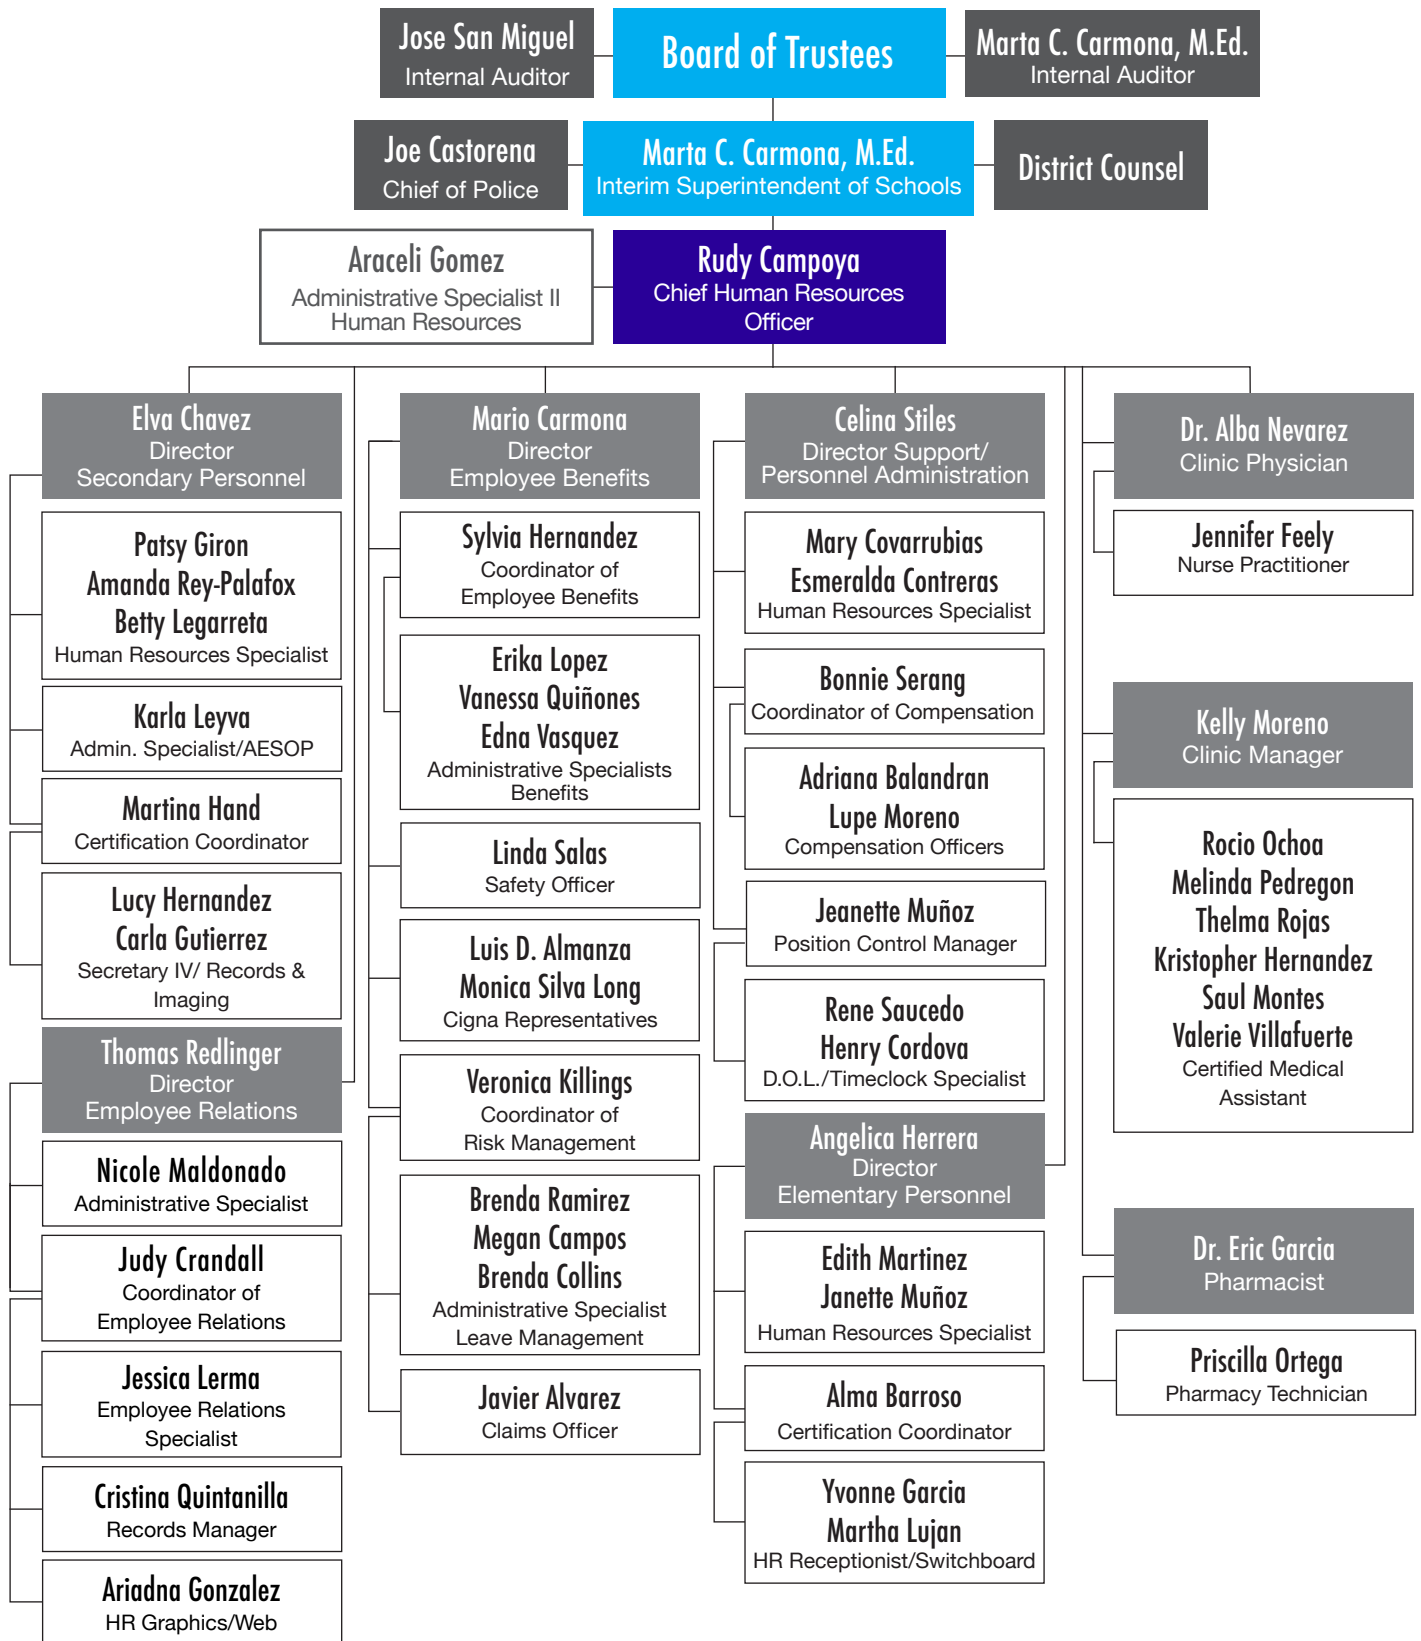 Jose San Miguel
Internal Auditor
Board of Trustees
Marta C. Carmona, M.Ed.
Internal Auditor
Joe Castorena
Chief of Police
Marta C. Carmona, M.Ed.
Interim Superintendent of Schools
District Counsel
Araceli Gomez
Administrative Specialist II
Human Resources
Rudy Campoya
Chief Human Resources
Officer
Elva Chavez
Director
Secondary Personnel
Patsy Giron
Amanda Rey-Palafox
Betty Legarreta
Human Resources Specialist
Karla Leyva
Admin. Specialist/AESOP
Martina Hand
Certification Coordinator
Lucy Hernandez
Carla Gutierrez
Secretary IV/ Records &
Imaging
Thomas Redlinger
Director
Employee Relations
Nicole Maldonado
Administrative Specialist
Judy Crandall
Coordinator of
Employee Relations
Jessica Lerma
Employee Relations
Specialist
Cristina Quintanilla
Records Manager
Ariadna Gonzalez
HR Graphics/Web
Mario Carmona
Director
Employee Benefits
Sylvia Hernandez
Coordinator of
Employee Benefits
Erika Lopez
Vanessa Quiñones
Edna Vasquez
Administrative Specialists
Benefits
Linda Salas
Safety Officer
Luis D. Almanza
Monica Silva Long
Cigna Representatives
Veronica Killings
Coordinator of
Risk Management
Brenda Ramirez
Megan Campos
Brenda Collins
Administrative Specialist
Leave Management
Javier Alvarez
Claims Officer
Celina Stiles
Director Support/
Personnel Administration
Mary Covarrubias
Esmeralda Contreras
Human Resources Specialist
Bonnie Serang
Coordinator of Compensation
Adriana Balandran
Lupe Moreno
Compensation Officers
Jeanette Muñoz
Position Control Manager
Rene Saucedo
Henry Cordova
D.O.L./Timeclock Specialist
Angelica Herrera
Director
Elementary Personnel
Edith Martinez
Janette Muñoz
Human Resources Specialist
Alma Barroso
Certification Coordinator
Yvonne Garcia
Martha Lujan
HR Receptionist/Switchboard
Dr. Alba Nevarez
Clinic Physician
Jennifer Feely
Nurse Practitioner
Kelly Moreno
Clinic Manager
Rocio Ochoa
Melinda Pedregon
Thelma Rojas
Kristopher Hernandez
Saul Montes
Valerie Villafuerte
Certified Medical
Assistant
Dr. Eric Garcia
Pharmacist
Priscilla Ortega
Pharmacy Technician